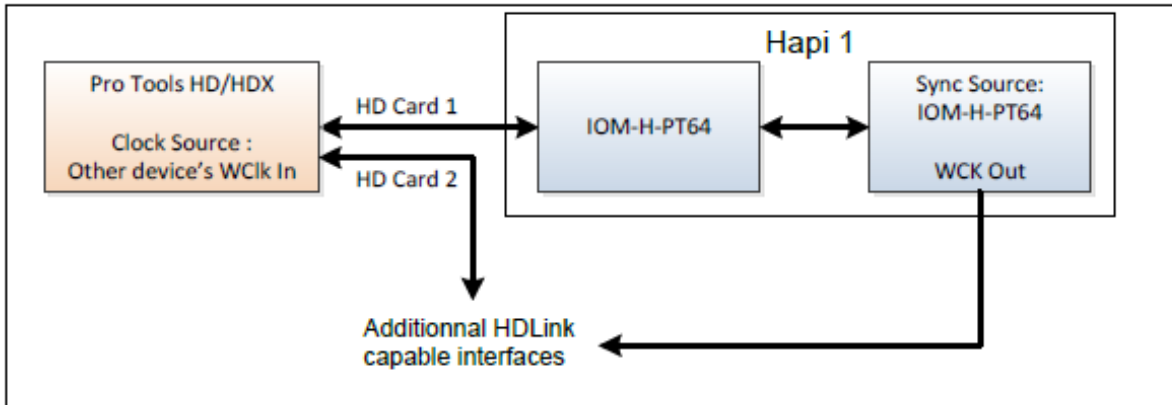 Hapi 1
Pro Tools HD/HDX
Clock Source :
Other device's WClk In
HD Card 1
HD Card 2
IOM-H-PT64
Sync Source:
IOM-H-PT64
WCK Out
Additionnal HDLink
capable interfaces